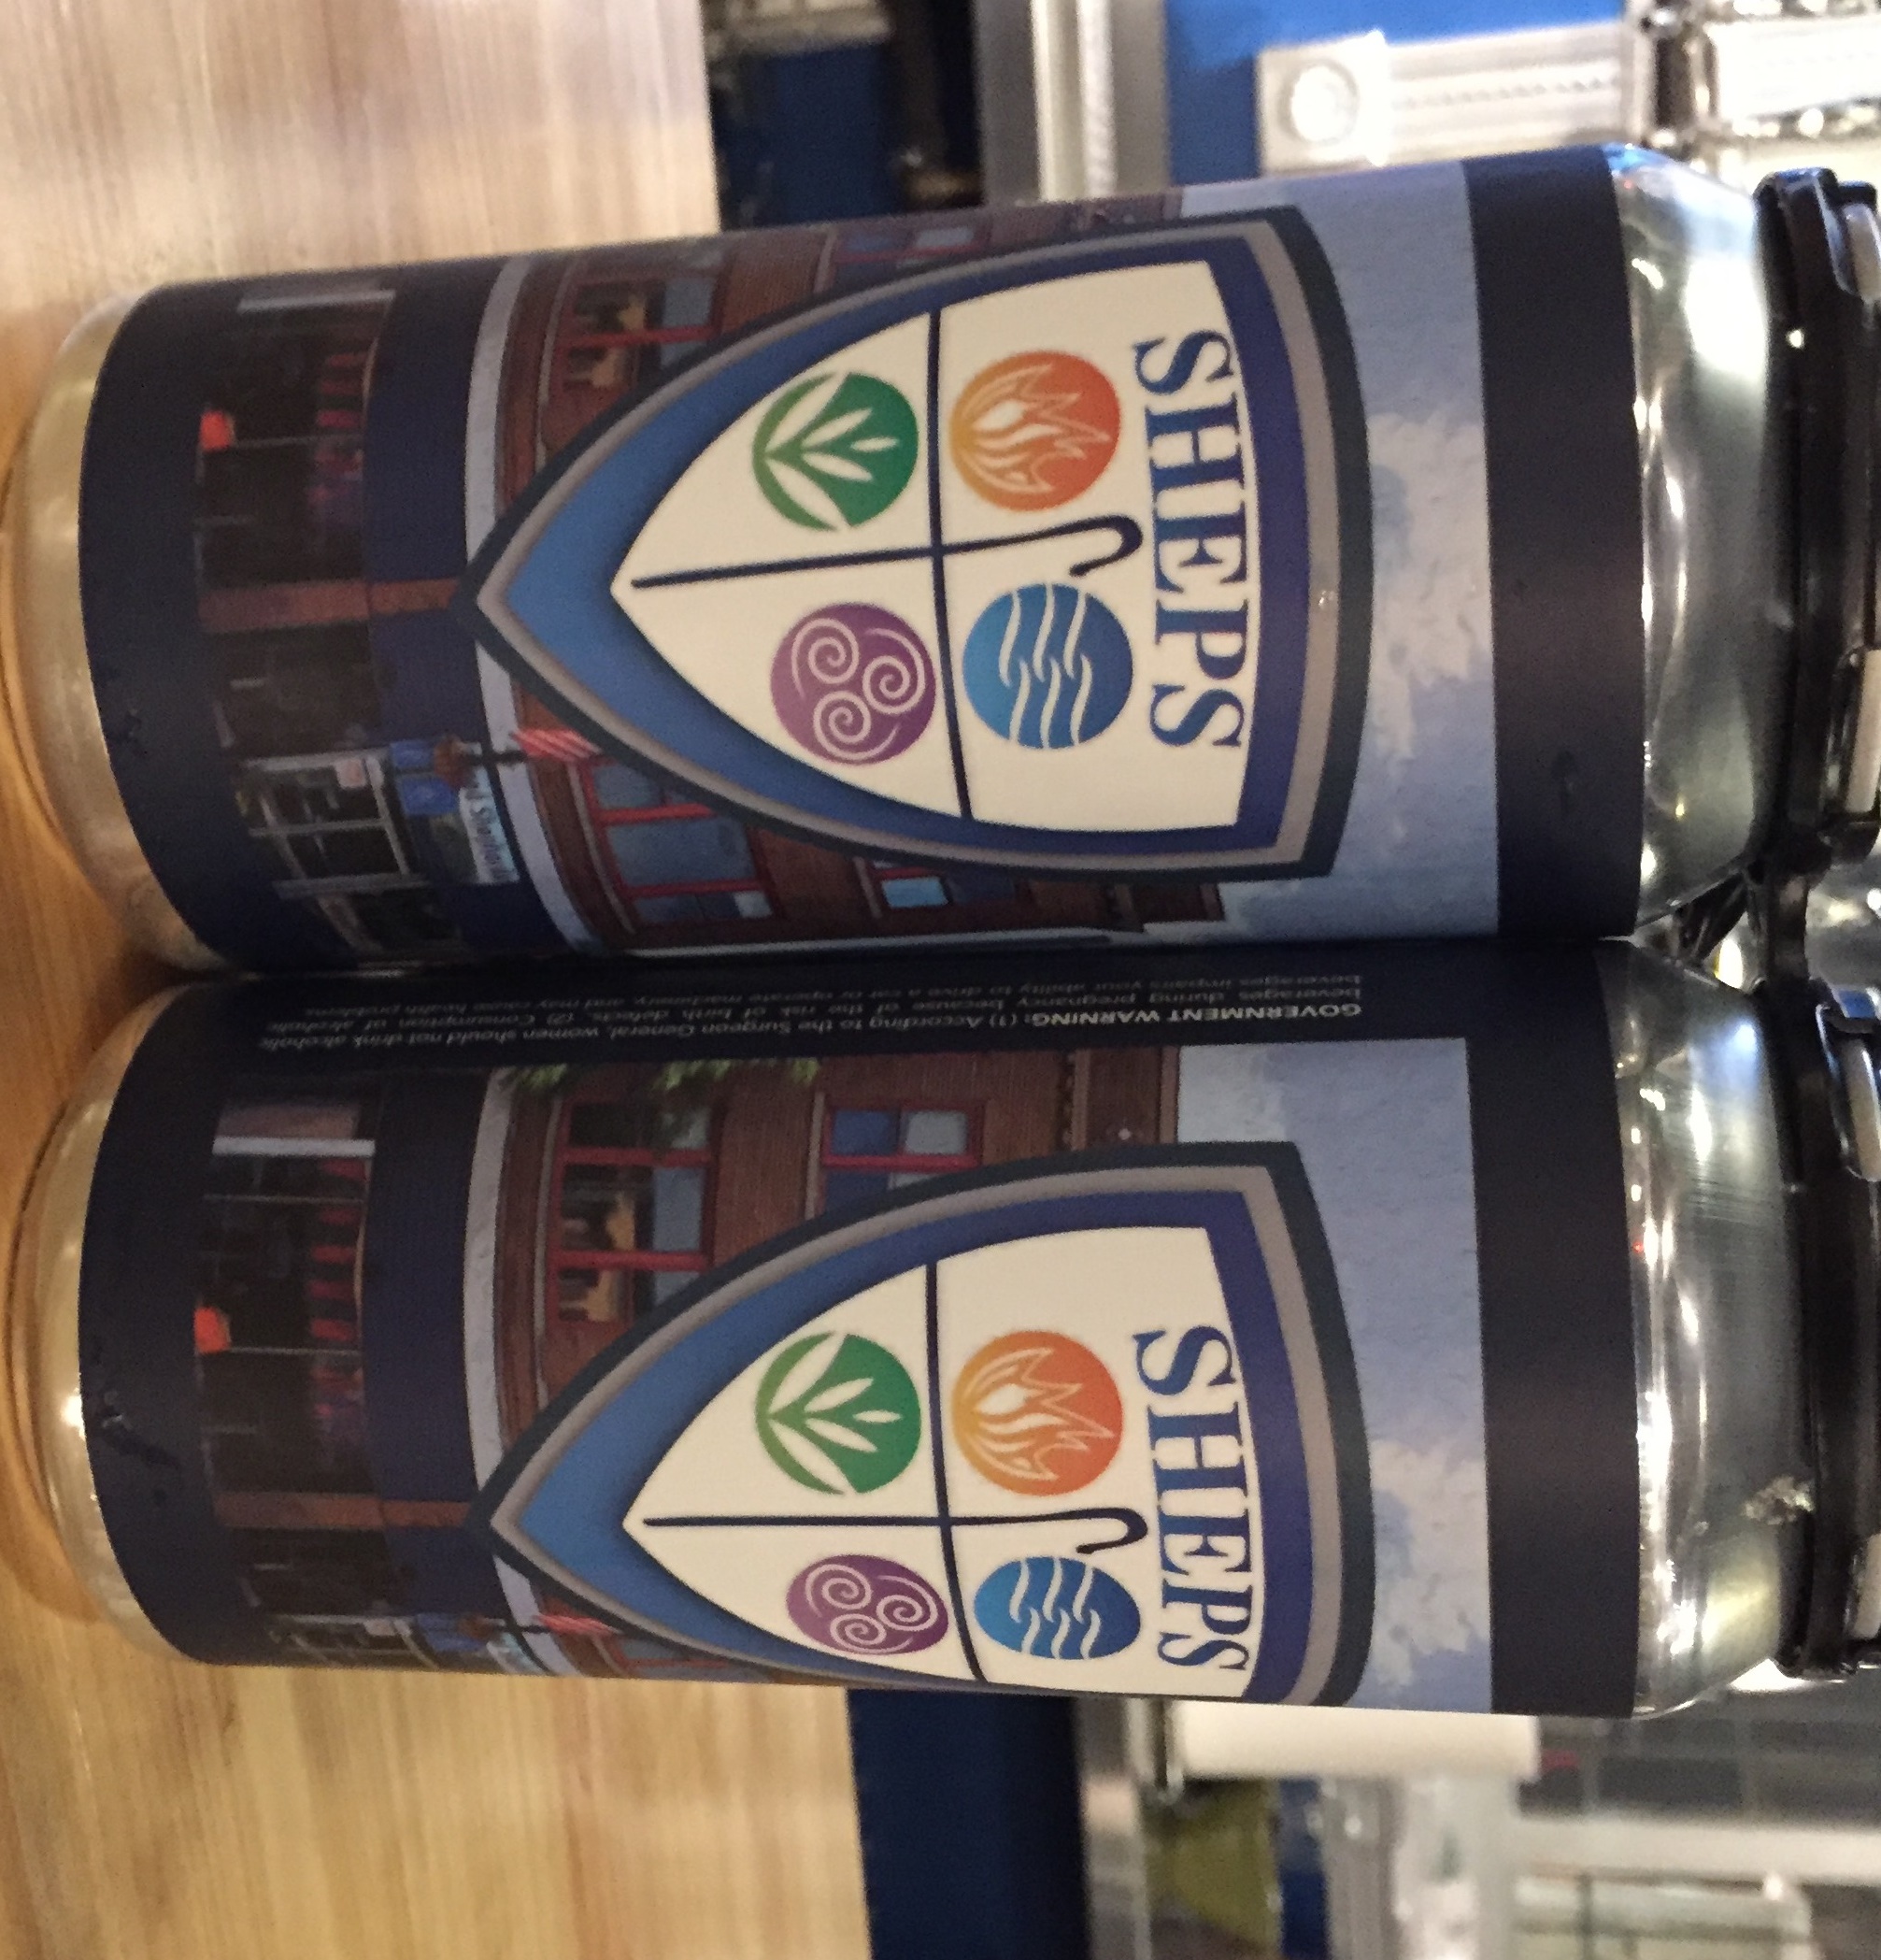 SHEPS
GOVERNMENT WARNING: (1) According to the Surgeon General, women should not drink alcoholic
beverages during pregnancy because of the risk of birth defects. (2) Consumption of alcoholic
beverages impairs your ability to drive a car or operate machinery, and may cause health problems.
SHEPS